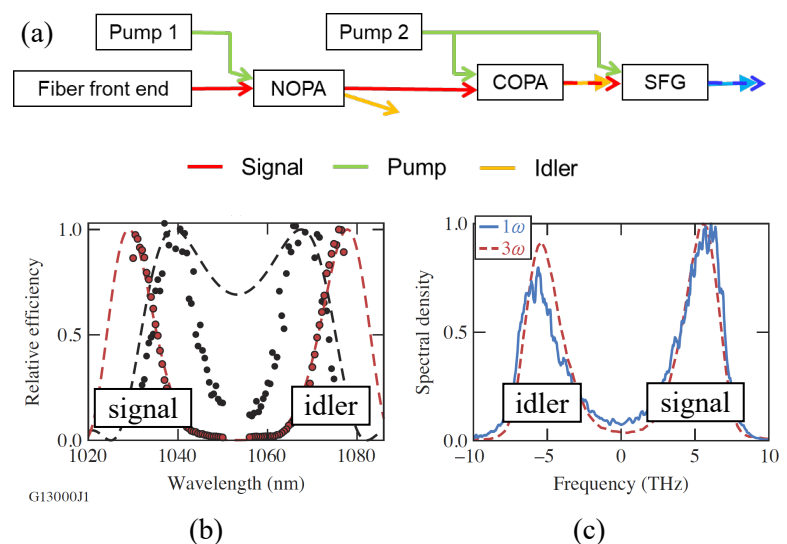 (a)
Pump 1
Pump 2
Fiber front end
NOPA
COPA
SFG
Signal
Pump
Idler
Relative efficiency
1.0
0.5
0.0
signal
idler
1020
1040
1060
1080
Wavelength (nm)
G13000J1
(b)
Spectral density
1.0
0.5
0.0
1ω
3ω
idler
signal
−10
−5
0
5
10
Frequency (THz)
(c)